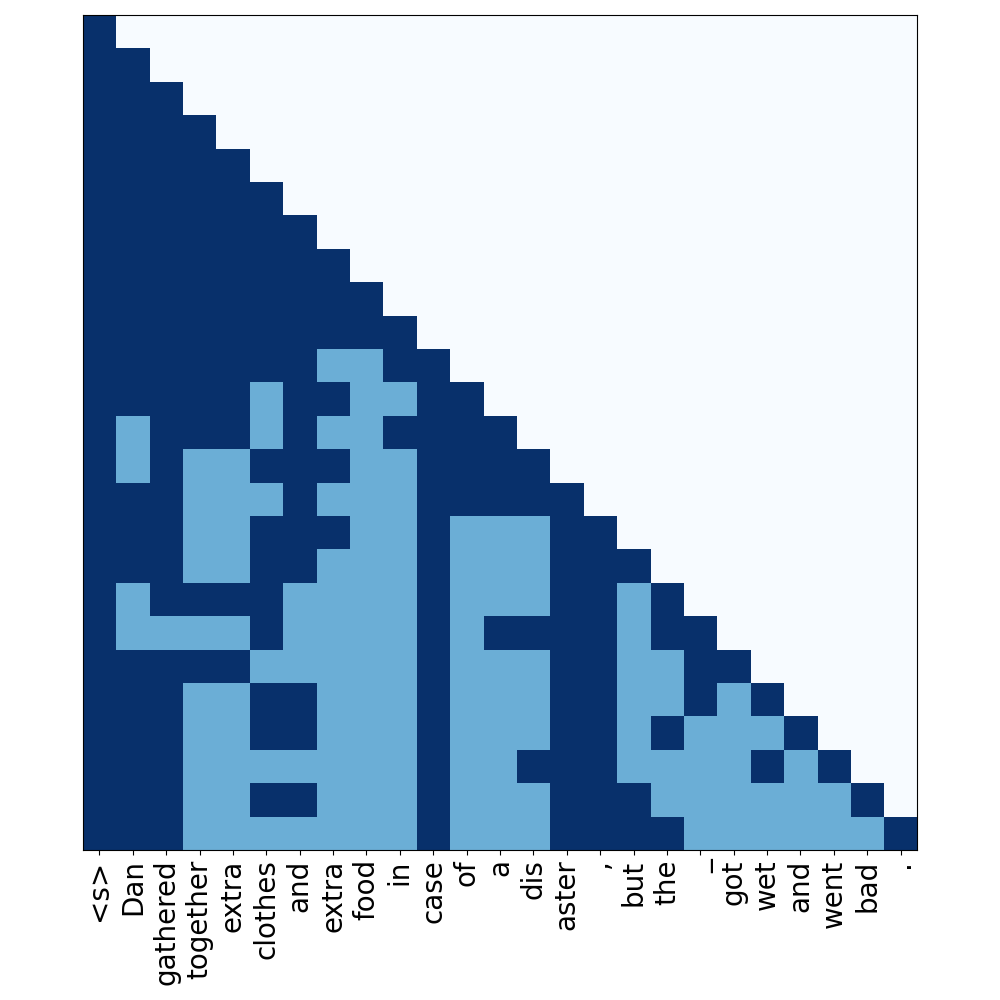 <s> Dan gathered together extra clothes and extra food in case of a dis aster , but the _ got wet and went bad .